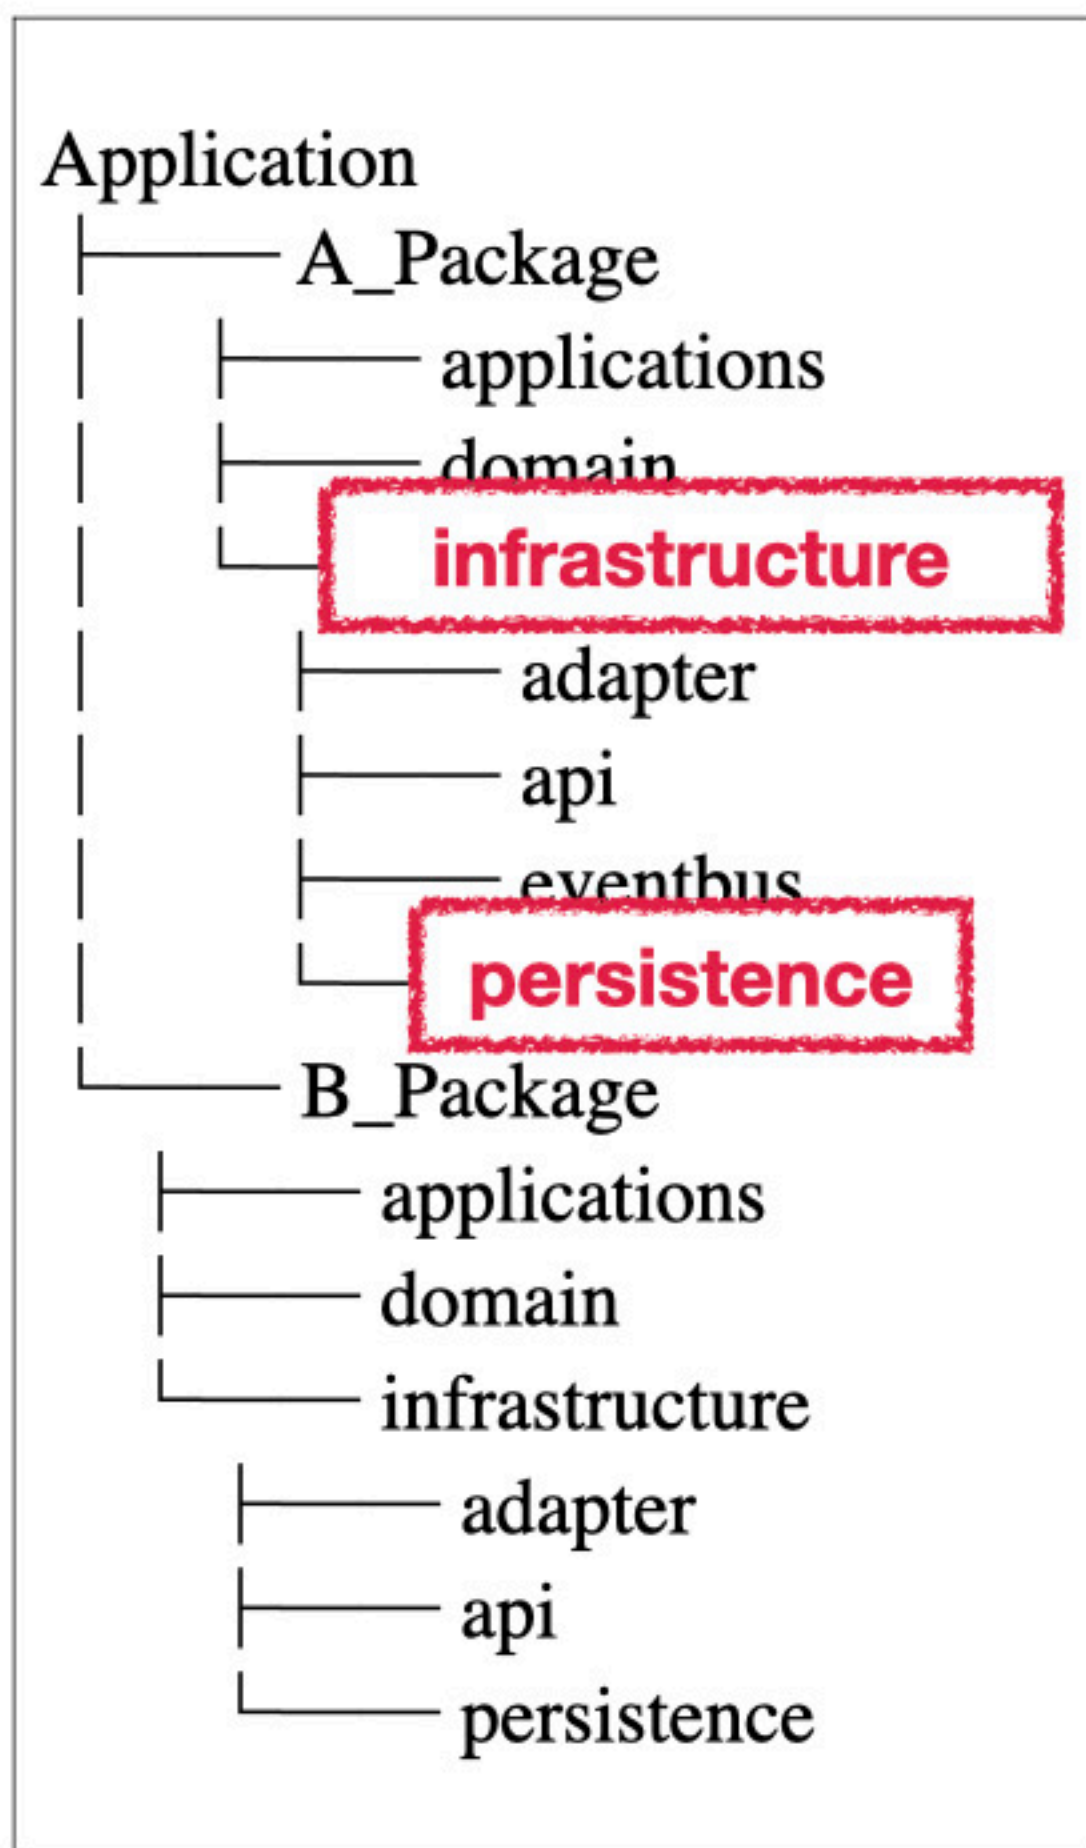 Application
A_Package
applications
domain
infrastructure
adapter
api
eventbus
persistence
B_Package
applications
domain
infrastructure
adapter
api
persistence